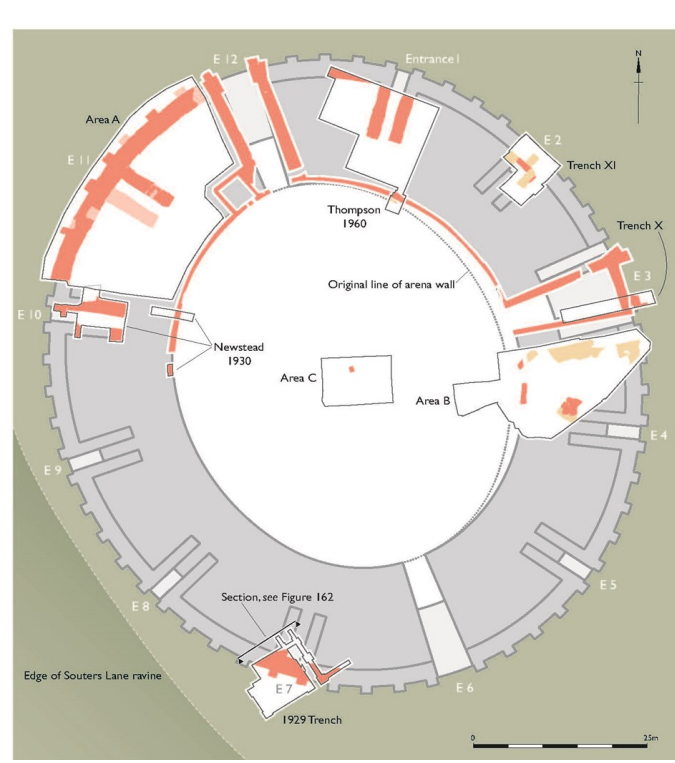 E 12
Entrance 1
N
Area A
E 2
E 11
Trench XI
Thompson
1960
Trench X
Original line of arena wall
E 3
E 10
Newstead
1930
Area C
Area B
E 4
E 9
E 5
Section, see Figure 162
E 8
Edge of Souters Lane ravine
E 7
E 6
1929 Trench
0
25m